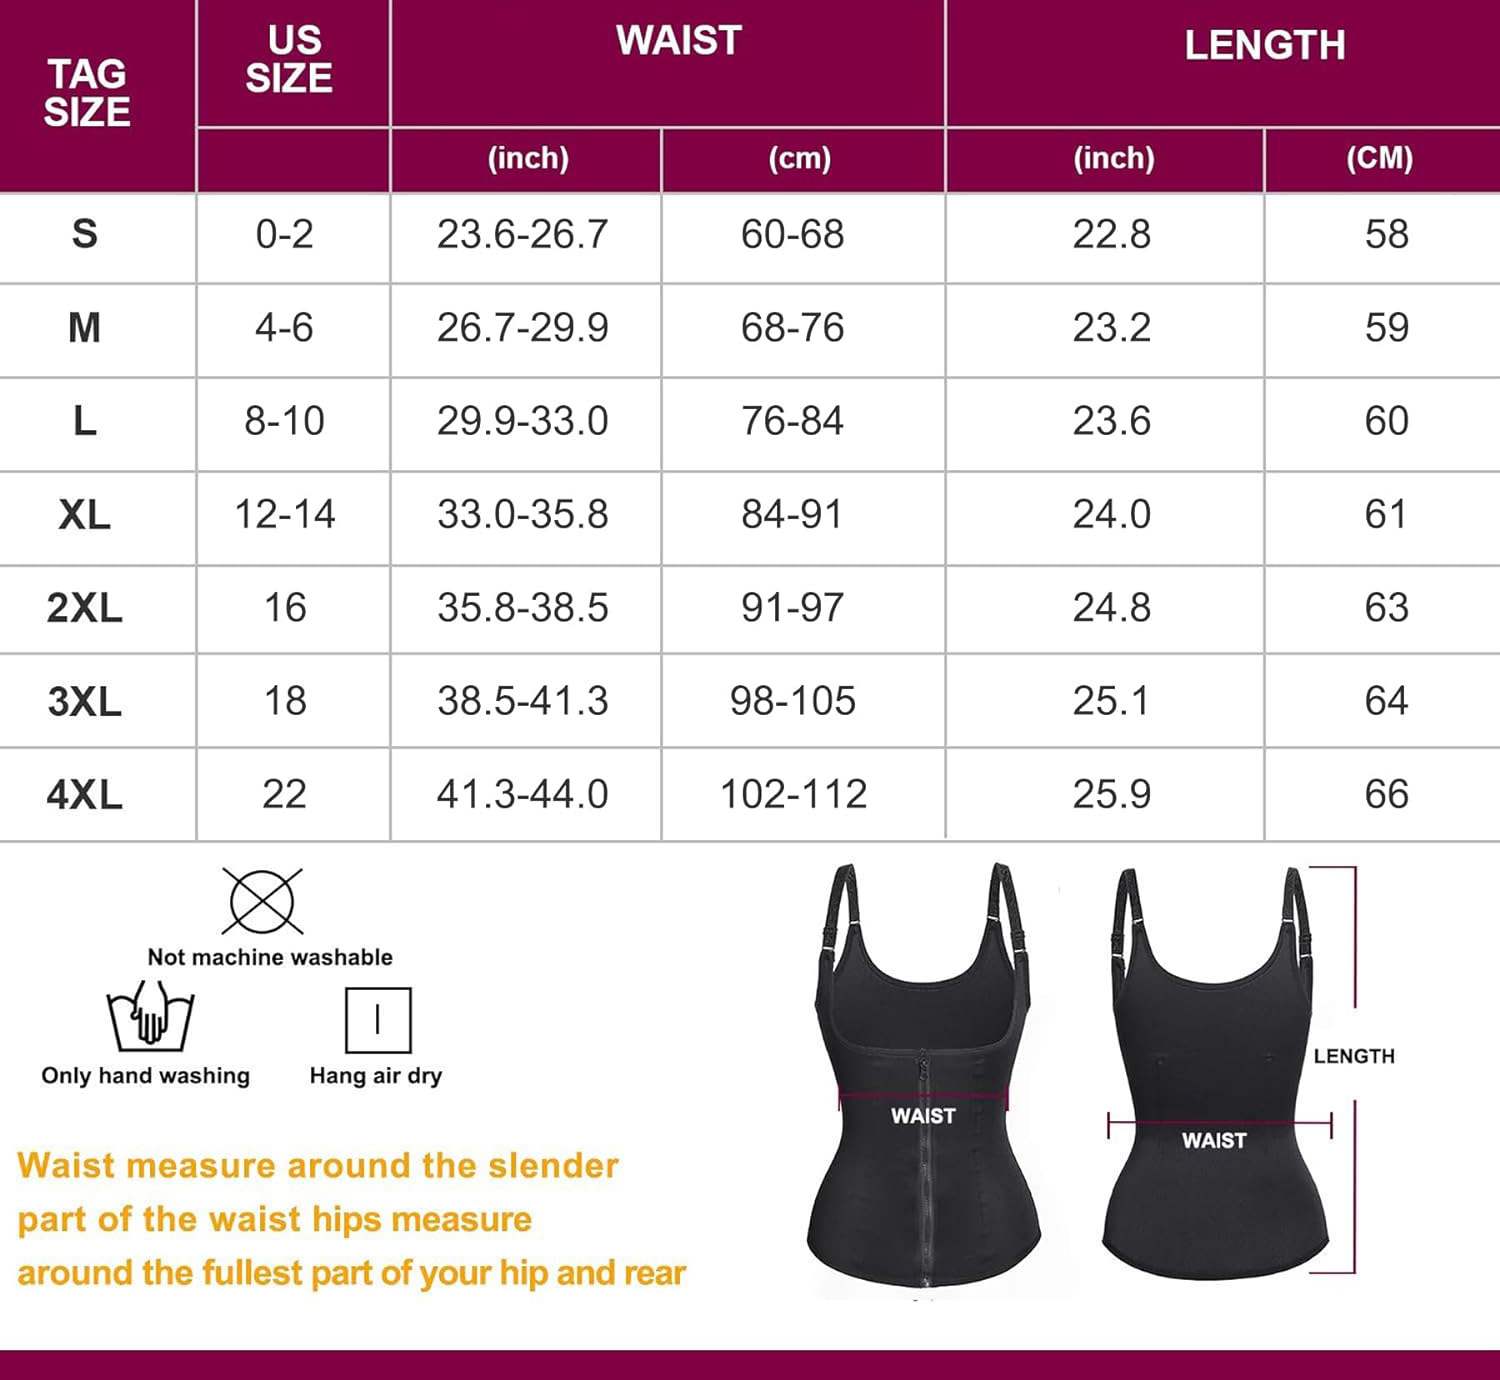 TAG SIZE US SIZE WAIST LENGTH
(inch) (cm) (inch) (CM)
S 0-2 23.6-26.7 60-68 22.8 58
M 4-6 26.7-29.9 68-76 23.2 59
L 8-10 29.9-33.0 76-84 23.6 60
XL 12-14 33.0-35.8 84-91 24.0 61
2XL 16 35.8-38.5 91-97 24.8 63
3XL 18 38.5-41.3 98-105 25.1 64
4XL 22 41.3-44.0 102-112 25.9 66
Not machine washable
Only hand washing Hang air dry
Waist measure around the slender
part of the waist hips measure
around the fullest part of your hip and rear
WAIST
WAIST
LENGTH